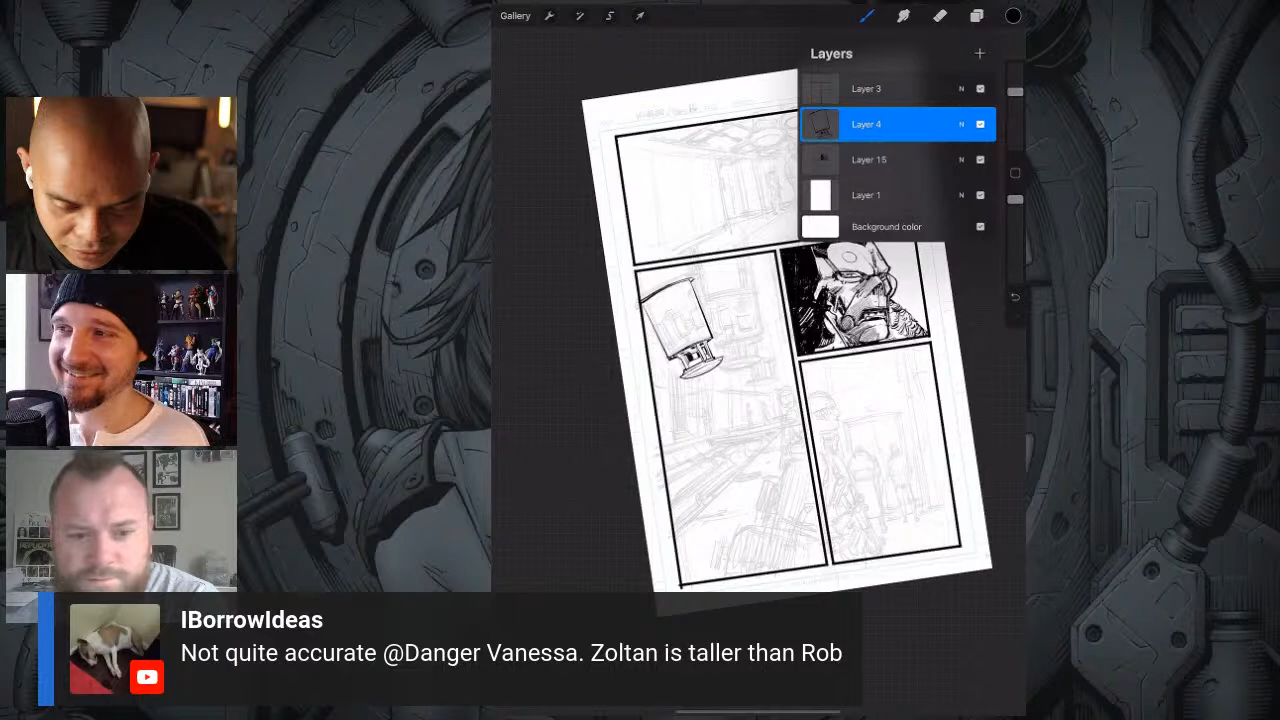 Gallery
Layers
Layer 3 N
Layer 4 N
Layer 15 N
Layer 1 N
Background color
IBorrowIdeas
Not quite accurate @Danger Vanessa. Zoltan is taller than Rob